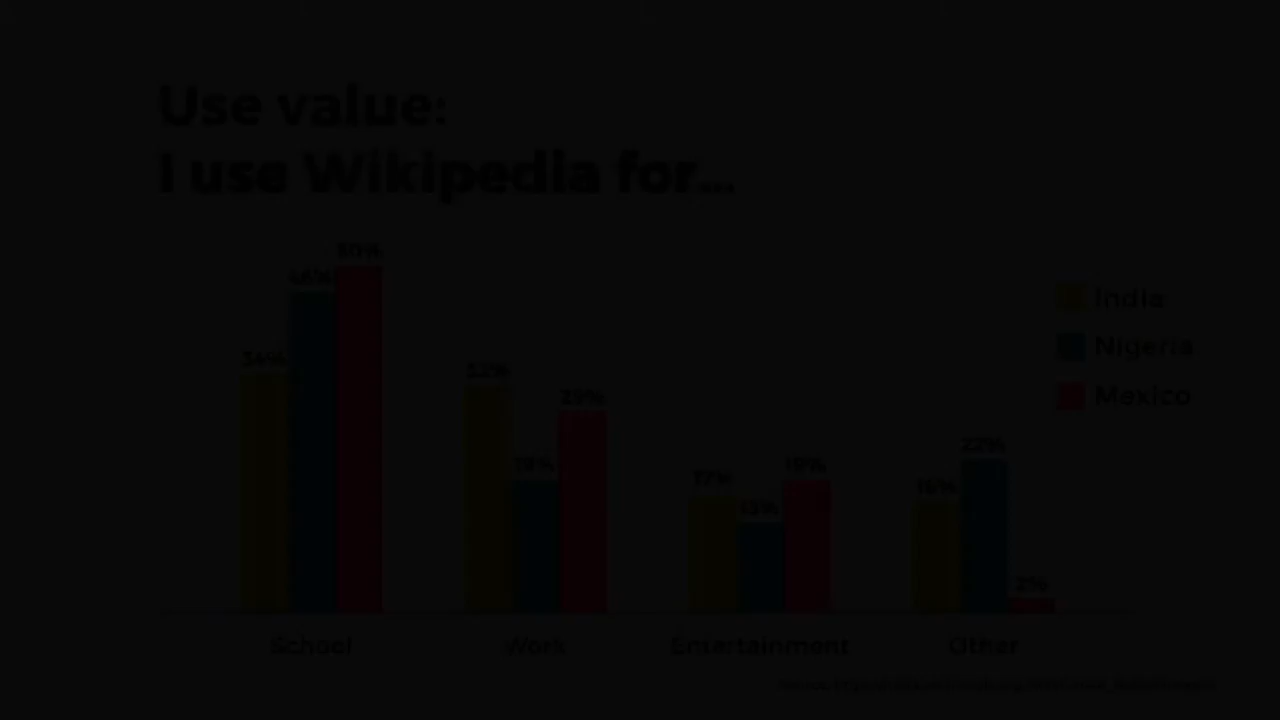 Use value:
I use Wikipedia for...
50%
46%
34%
32%
29%
19%
17%
13%
22%
16%
2%
India
Nigeria
Mexico
School
Work
Entertainment
Other